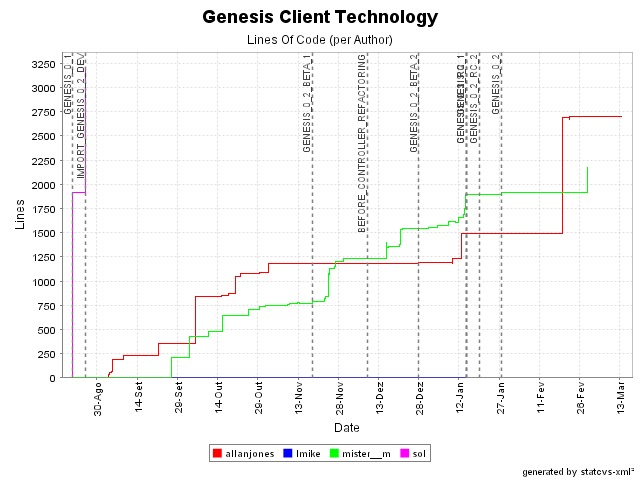 Genesis Client Technology
Lines Of Code (per Author)
GENESIS_0_1
IMPORT_GENESIS_0_2_DEV
GENESIS_0_2_BETA_1
BEFORE_CONTROLLER_REFACTORING
GENESIS_0_2_BETA_2
GENESIS_0_2_RC_2
GENESIS_0_2
Lines
3250
3000
2750
2500
2250
2000
1750
1500
1250
1000
750
500
250
0
30-Ago
14-Set
29-Set
14-Out
29-Out
13-Nov
28-Nov
13-Dez
28-Dez
12-Jan
27-Jan
11-Fev
26-Fev
13-Mar
Date
allanjones
lmike
mister__m
sol
generated by statcvs-xml²